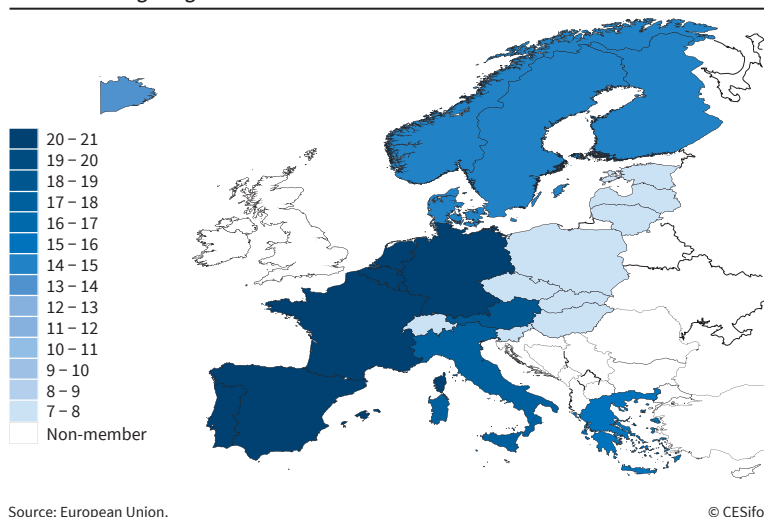 20 – 21
19 – 20
18 – 19
17 – 18
16 – 17
15 – 16
14 – 15
13 – 14
12 – 13
11 – 12
10 – 11
9 – 10
8 – 9
7 – 8
Non-member
Source: European Union.
© CESifo